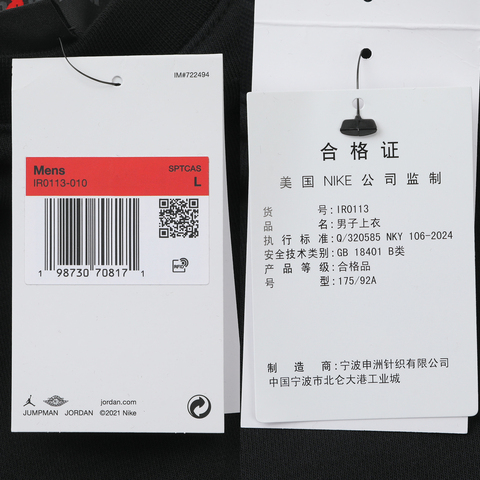 IM#722494
Mens
SPTCAS
IR0113-010
L
1 98730 70817 1
RFID
JUMPMAN JORDAN
©2021 Nike
合格证
美国 NIKE 公司监制
货号: IR0113
品名: 男子上衣
执行标准: Q/320585 NKY 106-2024
安全技术类别: GB 18401 B类
产品等级: 合格品
号型: 175/92A
制造商: 宁波申洲针织有限公司
中国宁波市北仑大港工业城